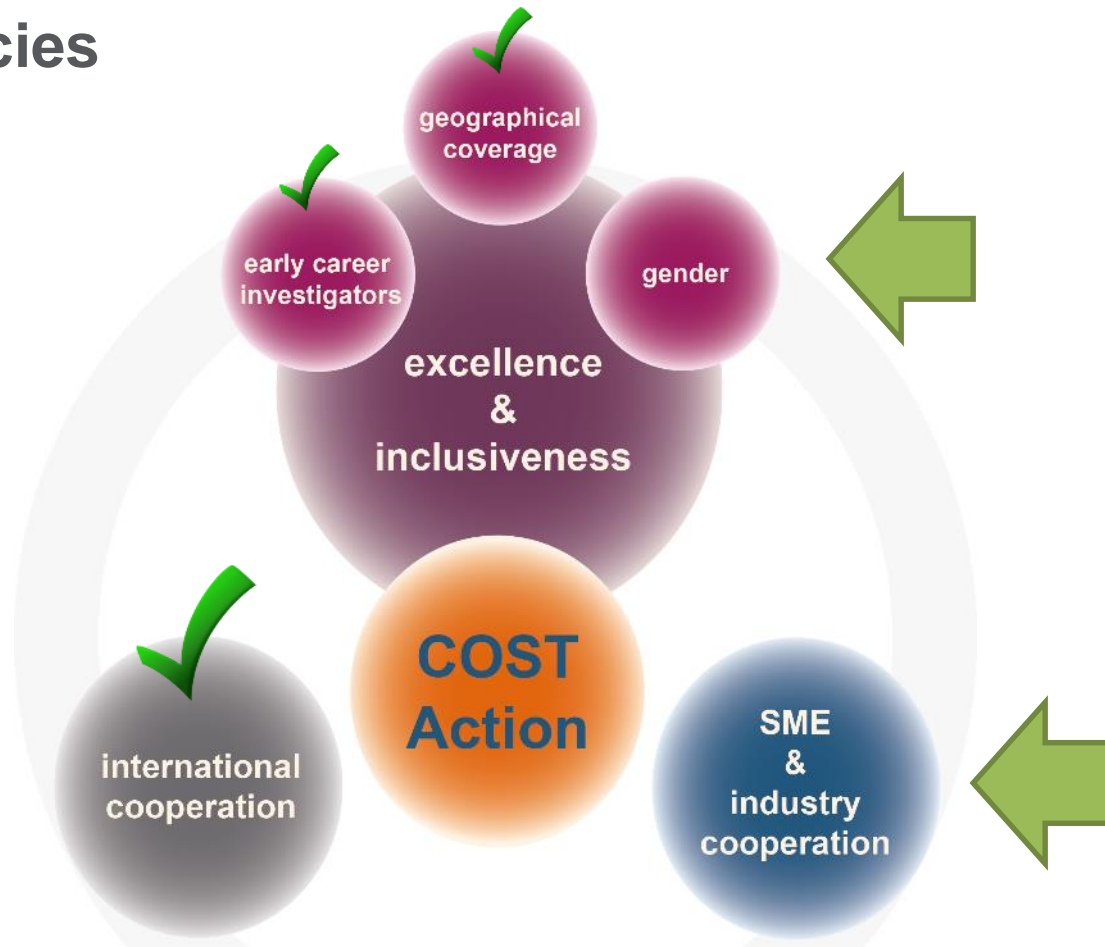 cies
geographical
coverage
early career
investigators
gender
excellence
&
inclusiveness
COST
Action
international
cooperation
SME
&
industry
cooperation